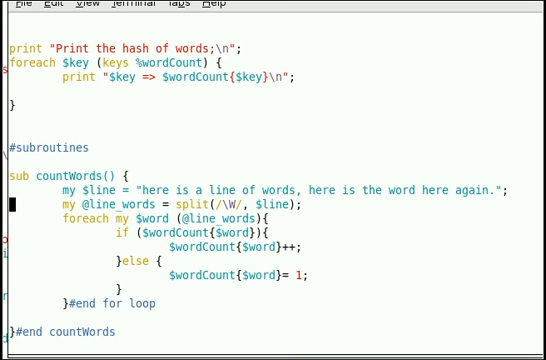 File Edit View Terminal Tabs Help
print "Print the hash of words;\n";
foreach $key (keys %wordCount) {
print "$key => $wordCount{$key}\n";
}
#subroutines
sub countWords() {
my $line = "here is a line of words, here is the word here again.";
my @line_words = split(/\W/, $line);
foreach my $word (@line_words){
if ($wordCount{$word}){
$wordCount{$word}++;
}else {
$wordCount{$word}= 1;
}
}#end for loop
}#end countWords